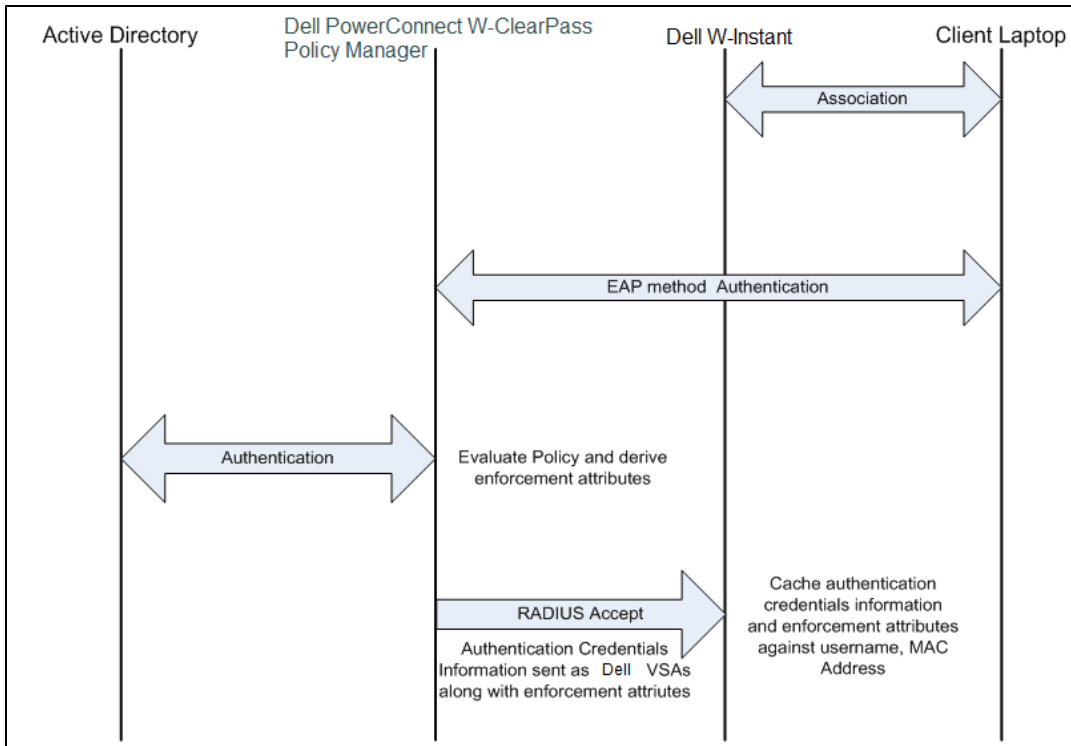 Active Directory
Dell PowerConnect W-ClearPass
Policy Manager
Dell W-Instant
Client Laptop
Association
EAP method Authentication
Authentication
Evaluate Policy and derive
enforcement attributes
RADIUS Accept
Authentication Credentials
Information sent as Dell VSAs
along with enforcement attriutes
Cache authentication
credentials information
and enforcement attributes
against username, MAC
Address